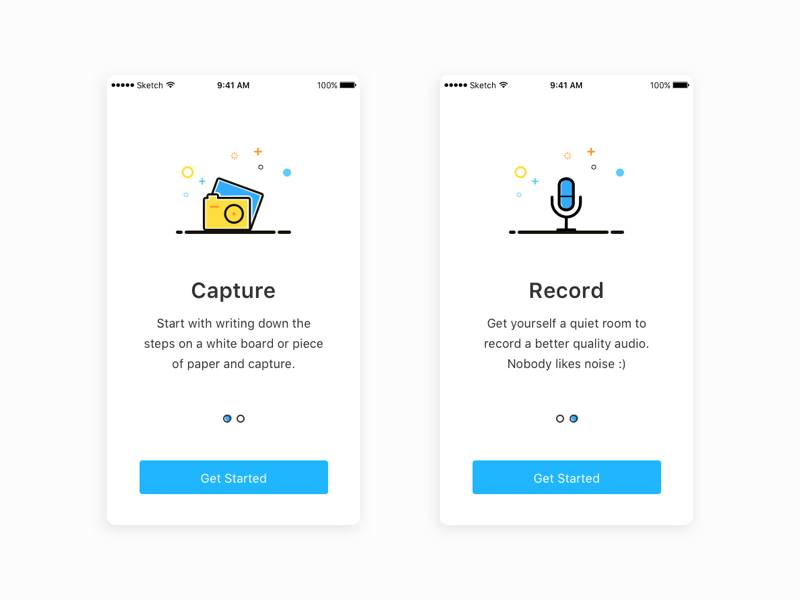 Sketch 9:41 AM 100%
Capture
Start with writing down the
steps on a white board or piece
of paper and capture.
Get Started
Sketch 9:41 AM 100%
Record
Get yourself a quiet room to
record a better quality audio.
Nobody likes noise :)
Get Started